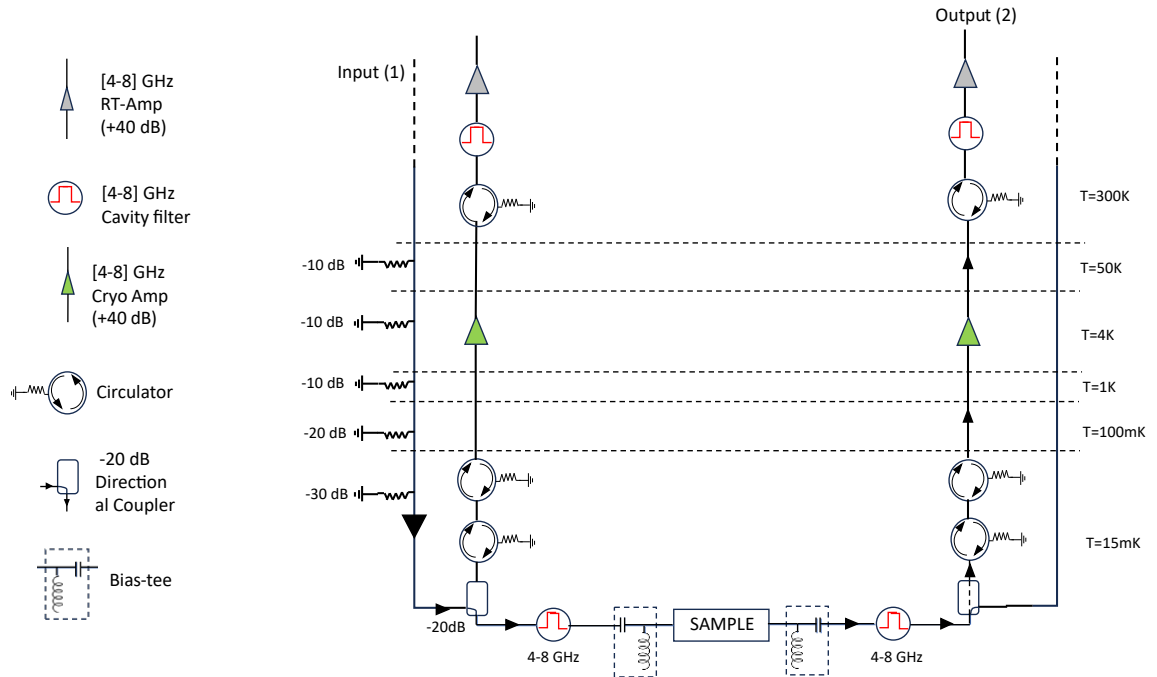 Output (2)
Input (1)
[4-8] GHz
RT-Amp
(+40 dB)
[4-8] GHz
Cavity filter
[4-8] GHz
Cryo Amp
(+40 dB)
Circulator
-20 dB
Direction
al Coupler
Bias-tee
-10 dB
-10 dB
-10 dB
-20 dB
-30 dB
T=300K
T=50K
T=4K
T=1K
T=100mK
T=15mK
-20dB
4-8 GHz
SAMPLE
4-8 GHz